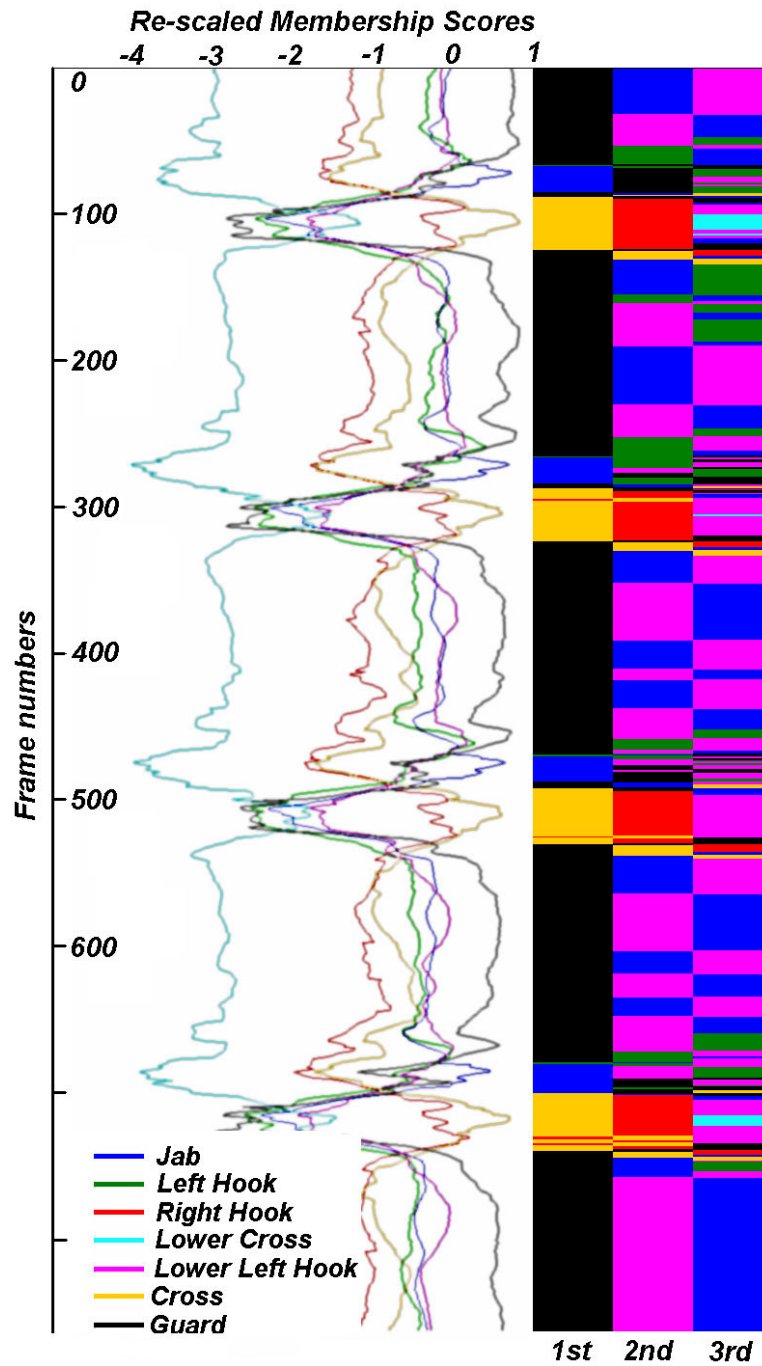 Re-scaled Membership Scores
-4 -3 -2 -1 0 1
0
100
200
300
400
500
600
Frame numbers
Jab
Left Hook
Right Hook
Lower Cross
Lower Left Hook
Cross
Guard
1st 2nd 3rd